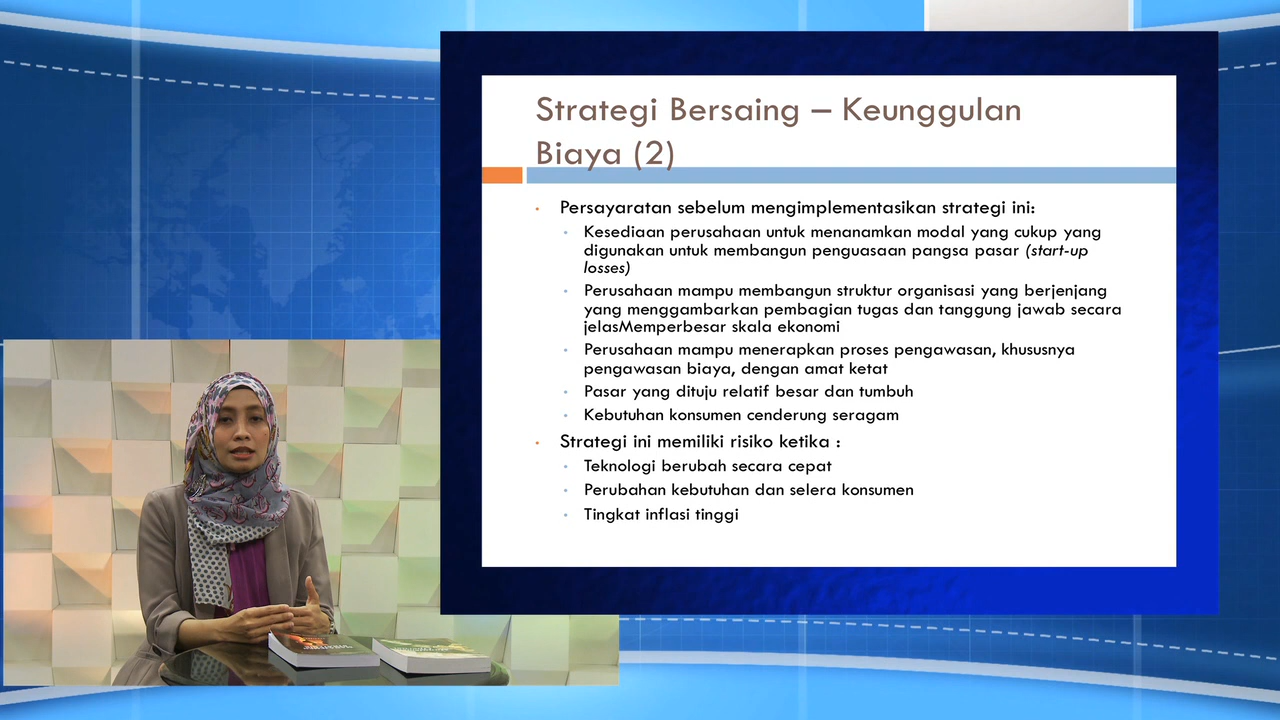 Strategi Bersaing – Keunggulan
Biaya (2)
Persayaratan sebelum mengimplementasikan strategi ini:
Kesediaan perusahaan untuk menanamkan modal yang cukup yang
digunakan untuk membangun penguasaan pangsa pasar (start-up
losses)
Perusahaan mampu membangun struktur organisasi yang berjenjang
yang menggambarkan pembagian tugas dan tanggung jawab secara
jelasMemperbesar skala ekonomi
Perusahaan mampu menerapkan proses pengawasan, khususnya
pengawasan biaya, dengan amat ketat
Pasar yang dituju relatif besar dan tumbuh
Kebutuhan konsumen cenderung seragam
Strategi ini memiliki risiko ketika :
Teknologi berubah secara cepat
Perubahan kebutuhan dan selera konsumen
Tingkat inflasi tinggi